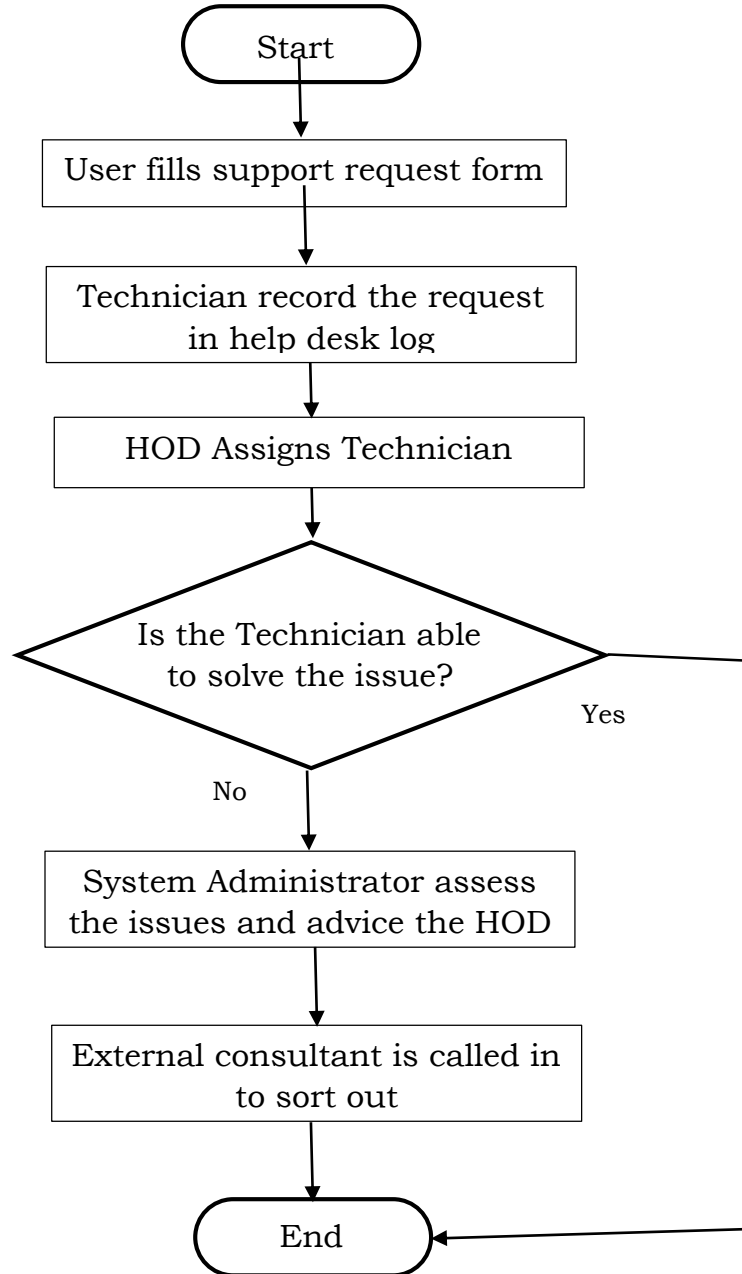 Start
User fills support request form
Technician record the request
in help desk log
HOD Assigns Technician
Is the Technician able
to solve the issue?
Yes
No
System Administrator assess
the issues and advice the HOD
External consultant is called in
to sort out
End